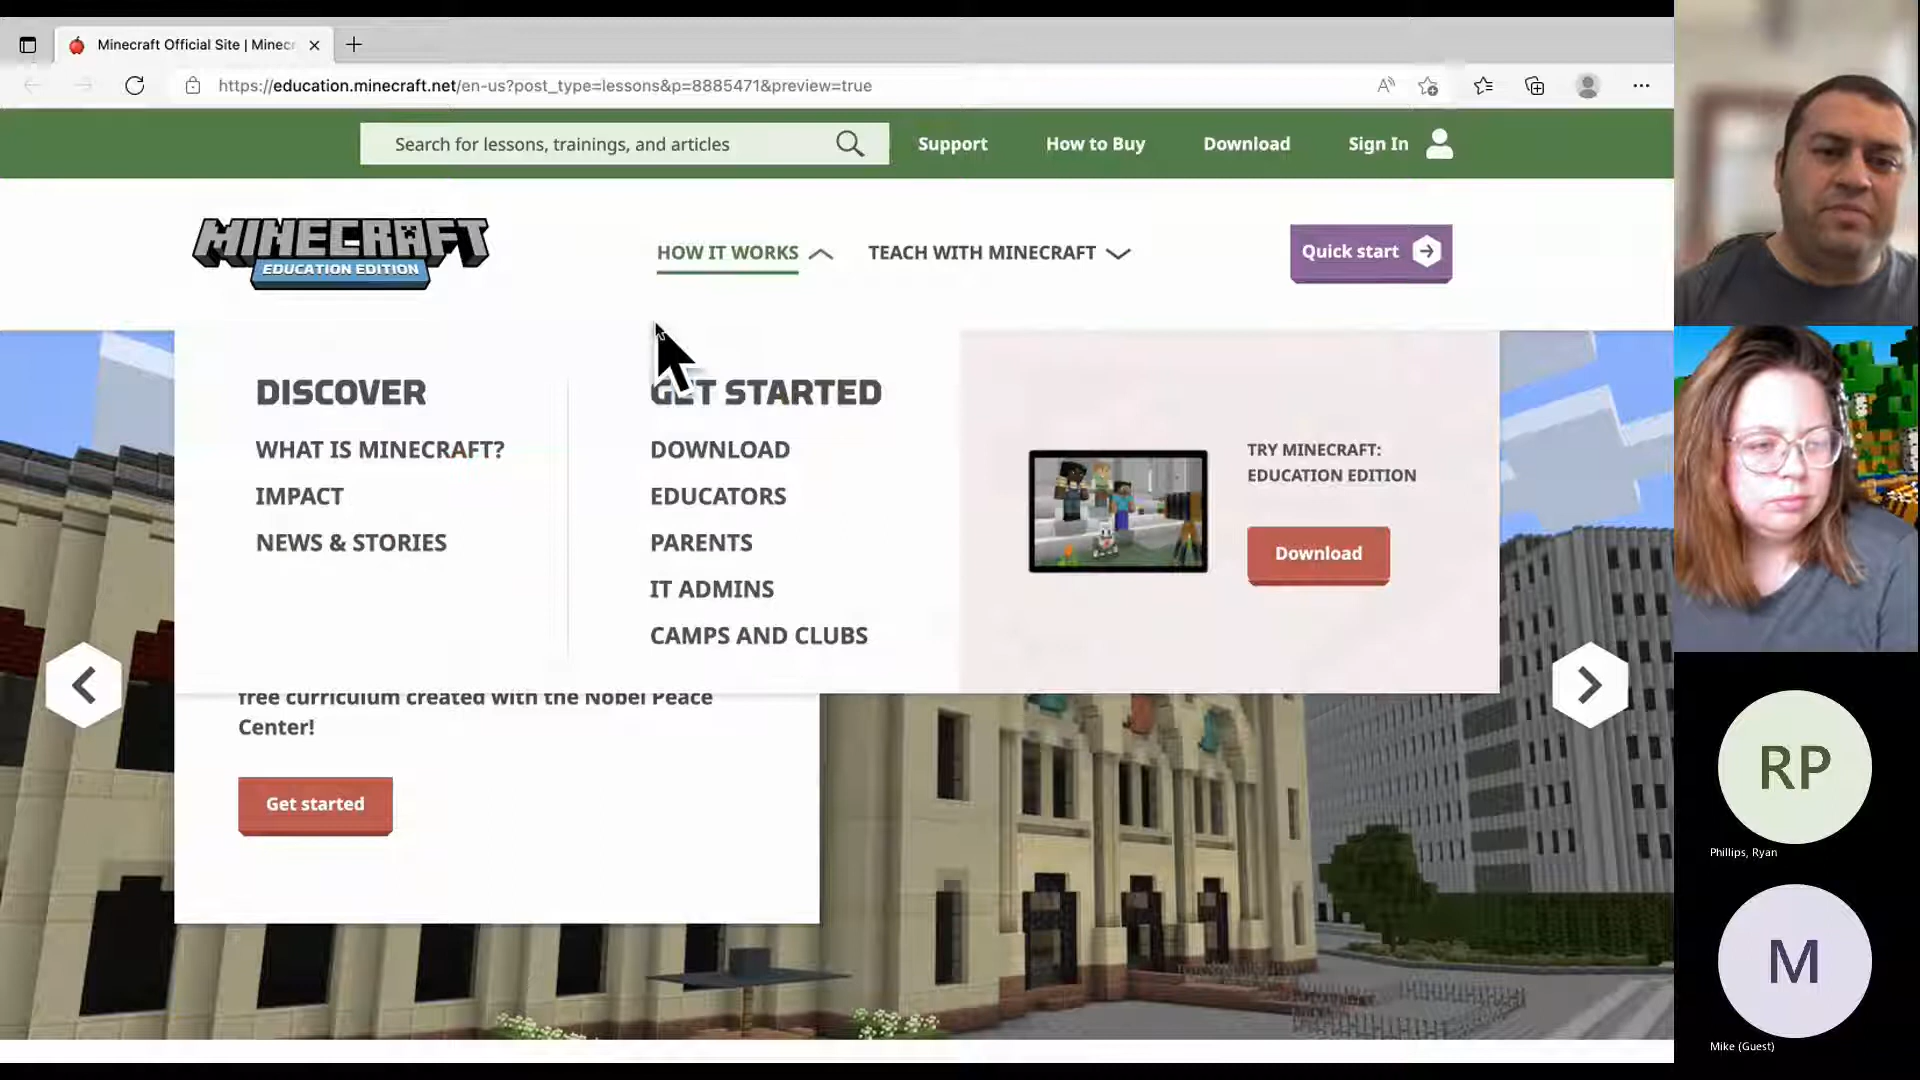 Minecraft Official Site | Minec
https://education.minecraft.net/en-us?post_type=lessons&p=8885471&preview=true
Search for lessons, trainings, and articles
Support
How to Buy
Download
Sign In
MINECRAFT
EDUCATION EDITION
HOW IT WORKS
TEACH WITH MINECRAFT
Quick start
DISCOVER
WHAT IS MINECRAFT?
IMPACT
NEWS & STORIES
GET STARTED
DOWNLOAD
EDUCATORS
PARENTS
IT ADMINS
CAMPS AND CLUBS
TRY MINECRAFT:
EDUCATION EDITION
Download
free curriculum created with the Nobel Peace
Center!
Get started
RP
Phillips, Ryan
M
Mike (Guest)